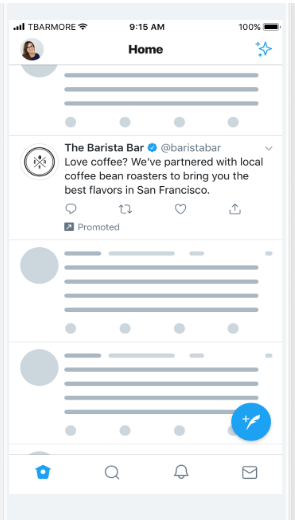 TBARMORE 9:15 AM 100%
Home
The Barista Bar @baristabar
Love coffee? We've partnered with local
coffee bean roasters to bring you the
best flavors in San Francisco.
Promoted